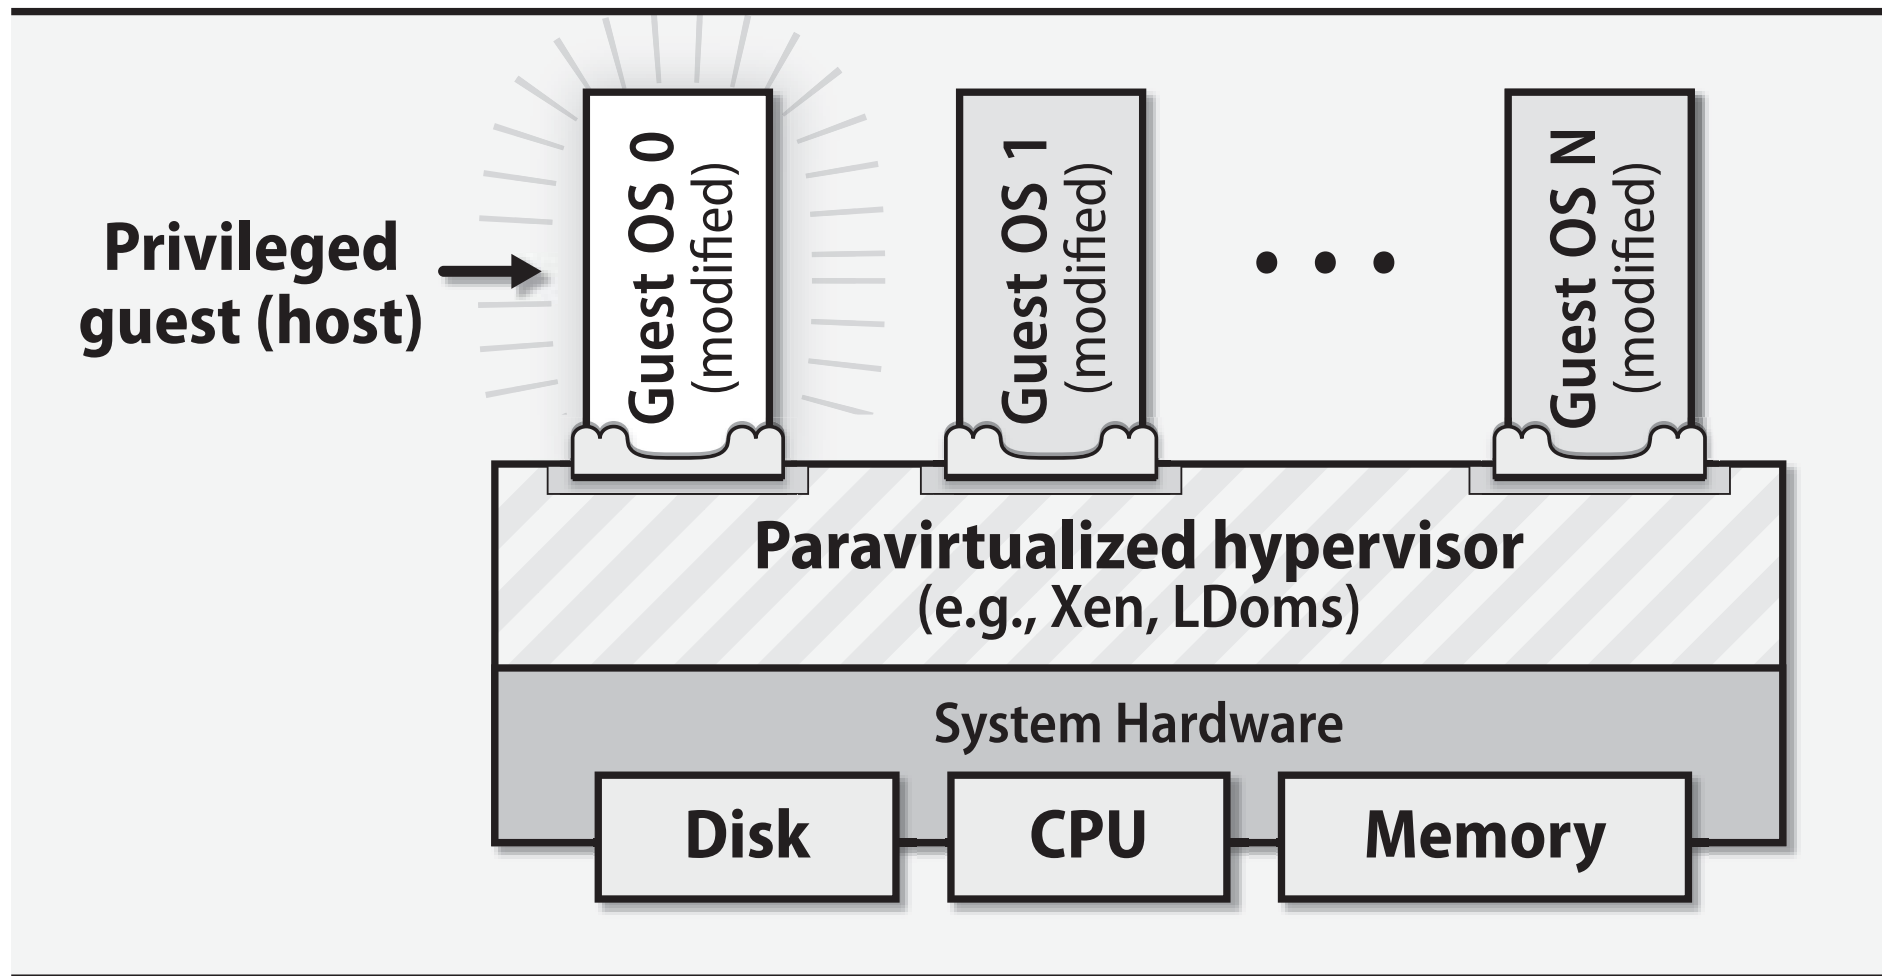 Privileged
guest (host)
Guest OS 0
(modified)
Guest OS 1
(modified)
• • •
Guest OS N
(modified)
Paravirtualized hypervisor
(e.g., Xen, LDoms)
System Hardware
Disk
CPU
Memory